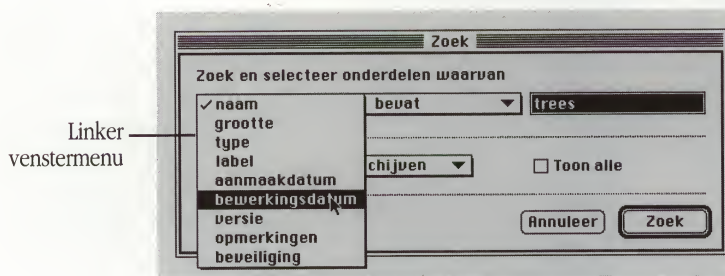 Zoek
Zoek en selecteer onderdelen waarvan
✓ naam bevat ▼ trees
grootte
type
label chijven ▼ Toon alle
aanmaakdatum
bewerkingsdatum
versie Annuleer Zoek
opmerkingen
beveiliging
Linker
venstermenu